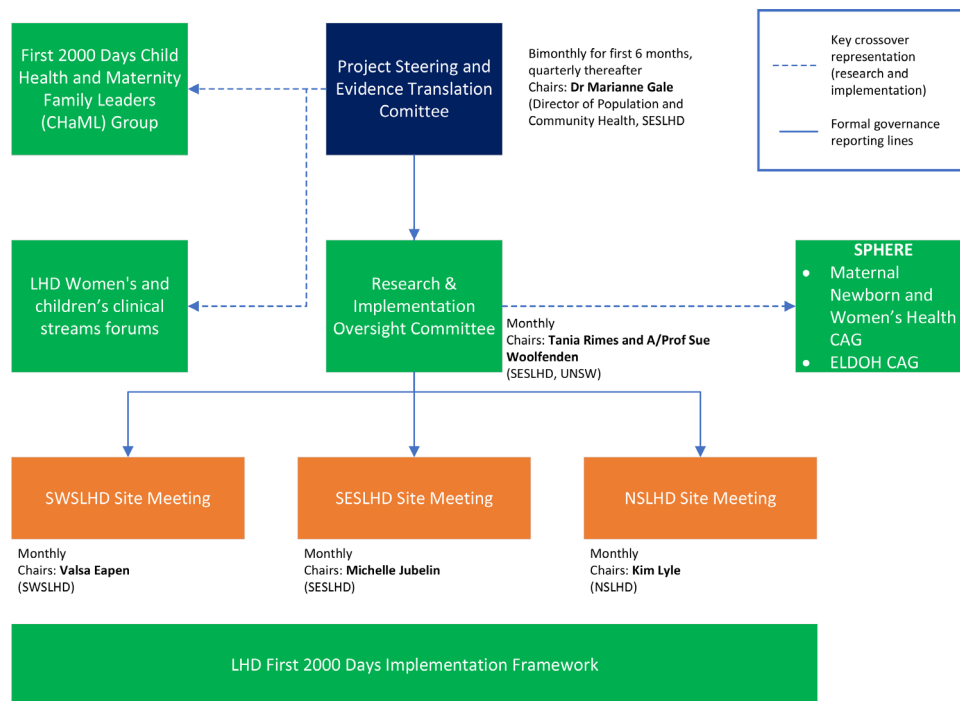 First 2000 Days Child
Health and Maternity
Family Leaders
(CHaML) Group
Project Steering and
Evidence Translation
Comittee
Bimonthly for first 6 months,
quarterly thereafter
Chairs: Dr Marianne Gale
(Director of Population and
Community Health, SESLHD
Key crossover
representation
(research and
implementation)
Formal governance
reporting lines
LHD Women's and
children’s clinical
streams forums
Research &
Implementation
Oversight Committee
Monthly
Chairs: Tania Rimes and A/Prof Sue
Woolfenden
(SESLHD, UNSW)
SPHERE
• Maternal
Newborn and
Women’s Health
CAG
• ELDOH CAG
SWSLHD Site Meeting
Monthly
Chairs: Valsa Eapen
(SWSLHD)
SESLHD Site Meeting
Monthly
Chairs: Michelle Jubelin
(SESLHD)
NSLHD Site Meeting
Monthly
Chairs: Kim Lyle
(NSLHD)
LHD First 2000 Days Implementation Framework